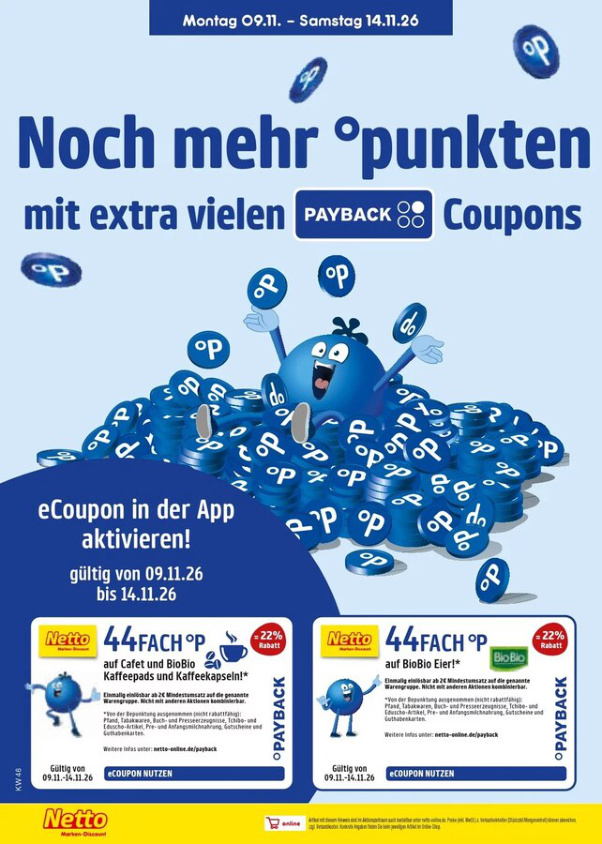 Montag 09.11. – Samstag 14.11.26
Noch mehr °punkten
mit extra vielen PAYBACK Coupons
eCoupon in der App
aktivieren!
gültig von 09.11.26
bis 14.11.26
Netto
Marken-Discount
44FACH °P
= 22%
Rabatt
auf Cafet und BioBio
Kaffeepads und Kaffeekapseln!*
Einmalig einlösbar ab 2€ Mindestumsatz auf die genannte
Warengruppe. Nicht mit anderen Aktionen kombinierbar.
*Von der Bepunktung ausgenommen (nicht rabattfähig):
Pfand, Tabakwaren, Buch- und Presseerzeugnisse, Tchibo- und
Eduscho-Artikel, Pre- und Anfangsmilchnahrung, Gutscheine und
Guthabenkarten.
Weitere Infos unter: netto-online.de/payback
°PAYBACK
Gültig von
09.11.-14.11.26
eCOUPON NUTZEN
Netto
Marken-Discount
44FACH °P
= 22%
Rabatt
auf BioBio Eier!*
BioBio
Einmalig einlösbar ab 2€ Mindestumsatz auf die genannte
Warengruppe. Nicht mit anderen Aktionen kombinierbar.
*Von der Bepunktung ausgenommen (nicht rabattfähig):
Pfand, Tabakwaren, Buch- und Presseerzeugnisse, Tchibo- und
Eduscho-Artikel, Pre- und Anfangsmilchnahrung, Gutscheine und
Guthabenkarten.
Weitere Infos unter: netto-online.de/payback
°PAYBACK
Gültig von
09.11.-14.11.26
eCOUPON NUTZEN
KW 46
Netto
Marken-Discount
online